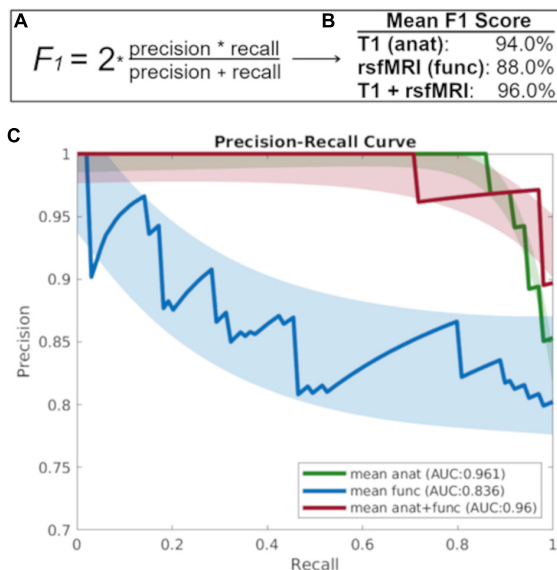 A
F1 = 2* precision * recall
precision + recall
B
Mean F1 Score
T1 (anat): 94.0%
rsfMRI (func): 88.0%
T1 + rsfMRI: 96.0%
C
Precision-Recall Curve
1
0.95
0.9
0.85
0.8
0.75
0.7
Precision
mean anat (AUC:0.961)
mean func (AUC:0.836)
mean anat+func (AUC:0.96)
0 0.2 0.4 0.6 0.8 1
Recall